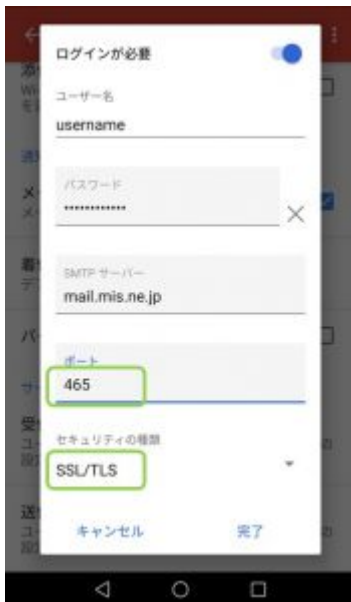 ログインが必要
ユーザー名
username
パスワード
••••••••••••
SMTP サーバー
mail.mis.ne.jp
ポート
465
セキュリティの種類
SSL/TLS
キャンセル
完了